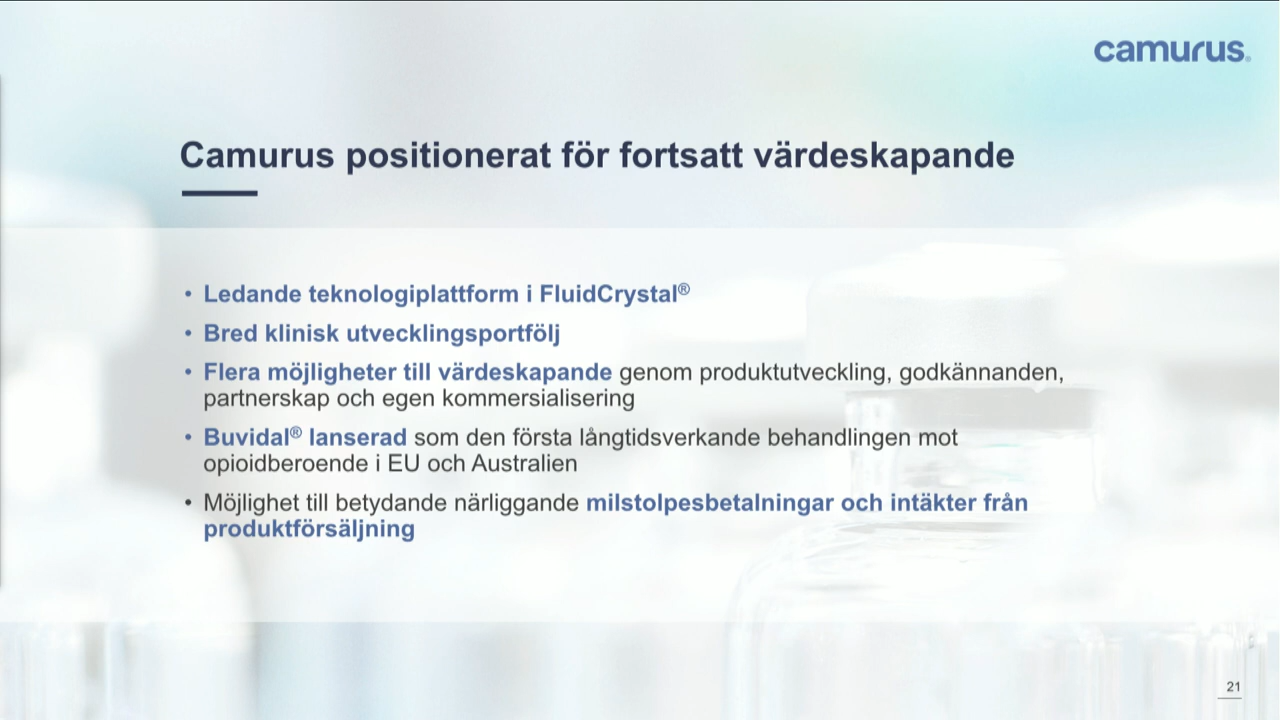 camurus®
Camurus positionerat för fortsatt värdeskapande
• Ledande teknologiplattform i FluidCrystal®
• Bred klinisk utvecklingsportfölj
• Flera möjligheter till värdeskapande genom produktutveckling, godkännanden,
partnerskap och egen kommersialisering
• Buvidal® lanserad som den första långtidsverkande behandlingen mot
opioidberoende i EU och Australien
• Möjlighet till betydande närliggande milstolpesbetalningar och intäkter från
produktförsäljning
21